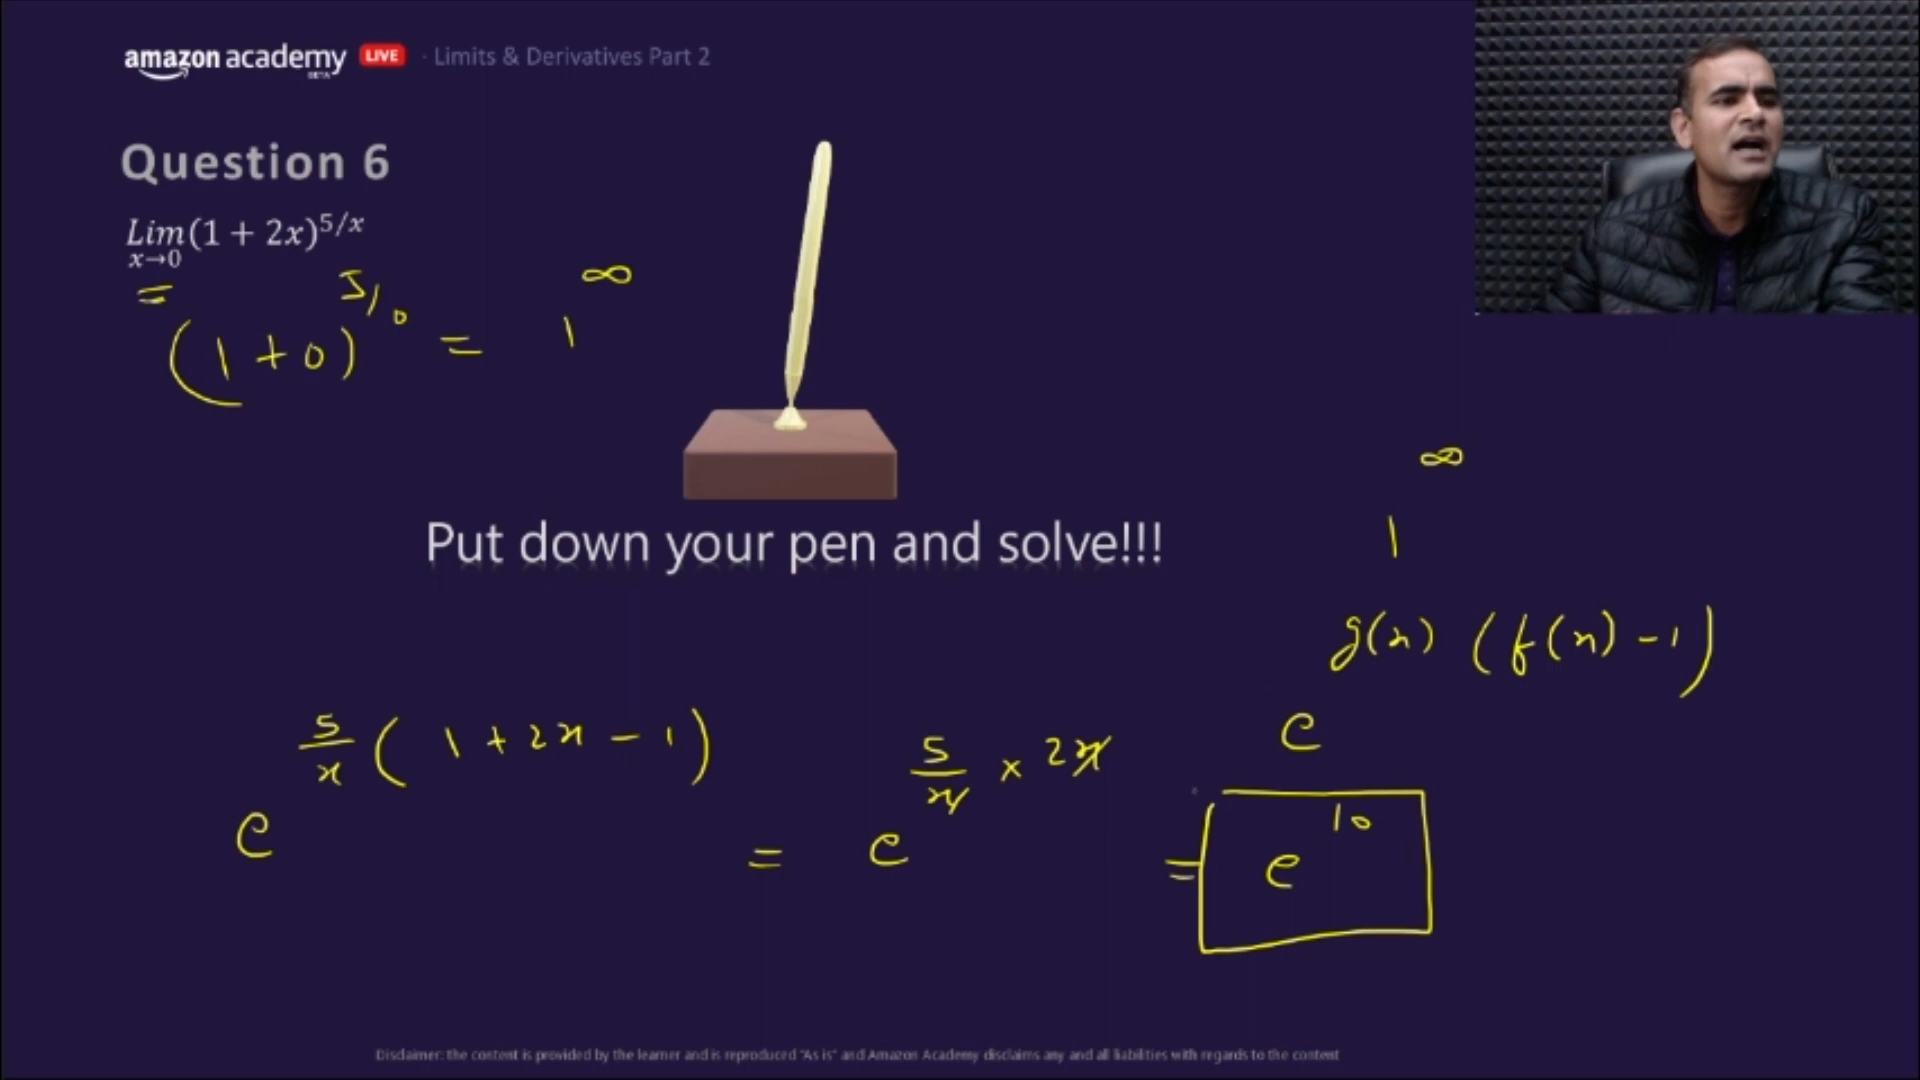 amazon academy LIVE · Limits & Derivatives Part 2
BETA
Question 6
Lim (1 + 2x)^5/x
x→0
= (1 + 0)^5/0 = 1^∞
Put down your pen and solve!!!
1^∞
e^g(x) (f(x) - 1)
e^5/x (1 + 2x - 1) = e^5/x × 2x = e^10
Disclaimer: the content is provided by the learner and is reproduced "As is" and Amazon Academy disclaims any and all liabilities with regards to the content